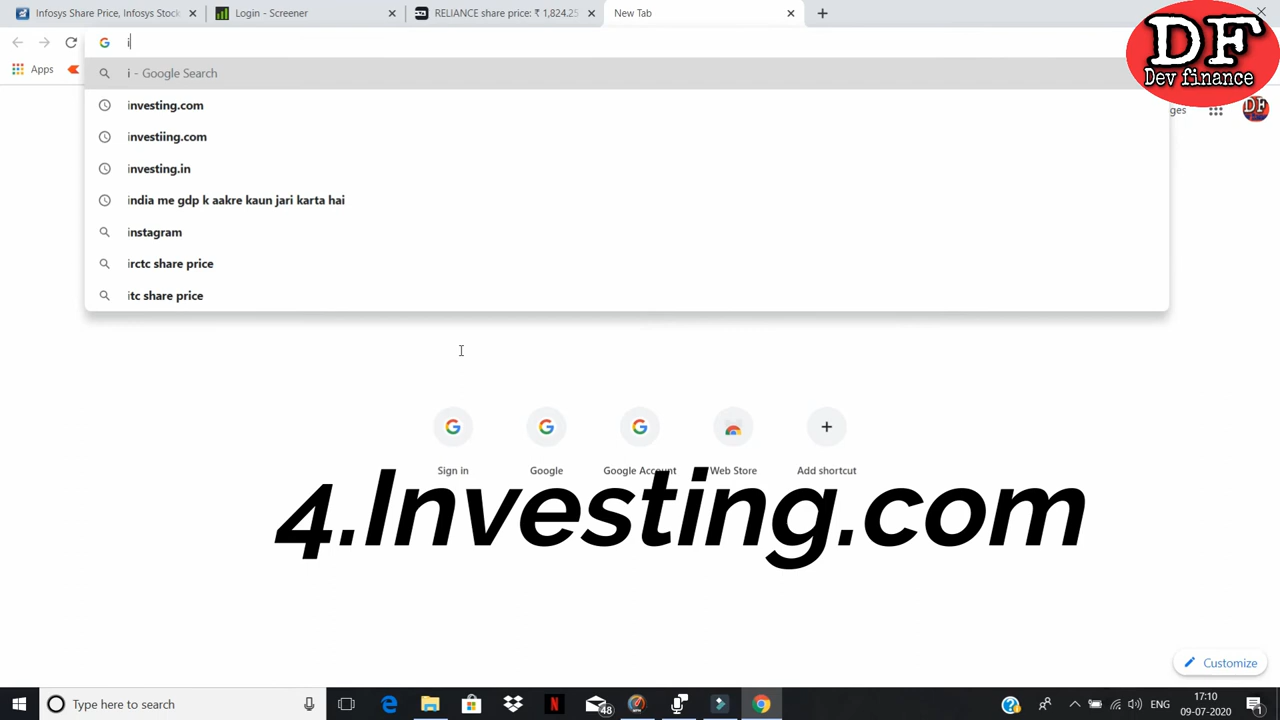 Infosys Share Price, Infosys Stock
Login - Screener
RELIANCE share price: ₹ 1,824.25
New Tab
i
Apps
i - Google Search
investing.com
investiing.com
investing.in
india me gdp k aakre kaun jari karta hai
instagram
irctc share price
itc share price
DF
Dev finance
DF
Sign in
Google
Google Account
Web Store
Add shortcut
4.Investing.com
Customize
Type here to search
48
ENG
17:10
09-07-2020
1